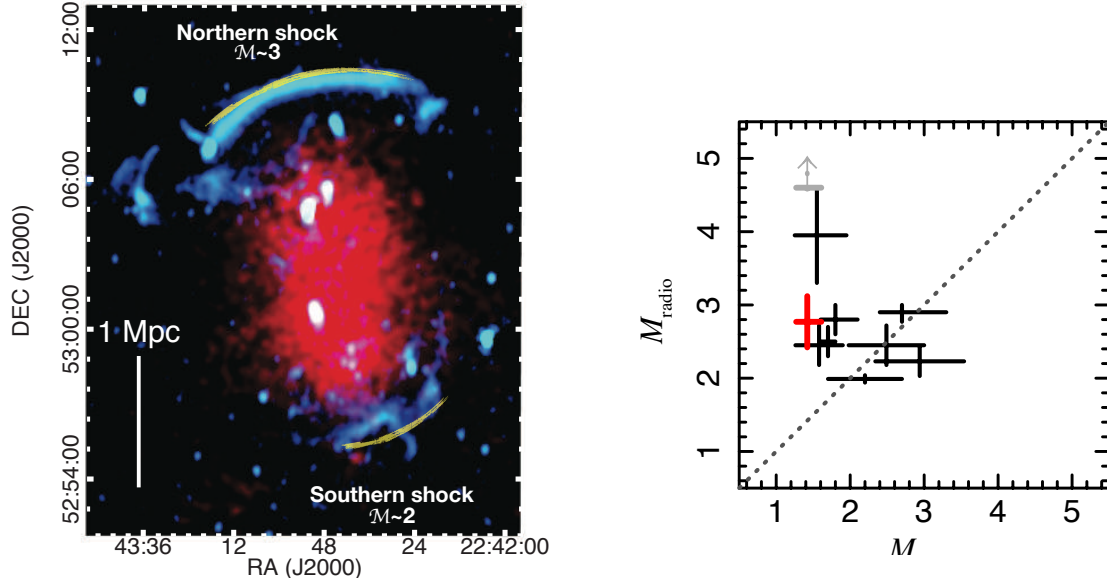 Northern shock
M~3
1 Mpc
Southern shock
M~2
DEC (J2000)
12:00
06:00
53:00:00
52:54:00
43:36 12 48 24 22:42:00
RA (J2000)
M_radio
5
4
3
2
1
1 2 3 4 5
M